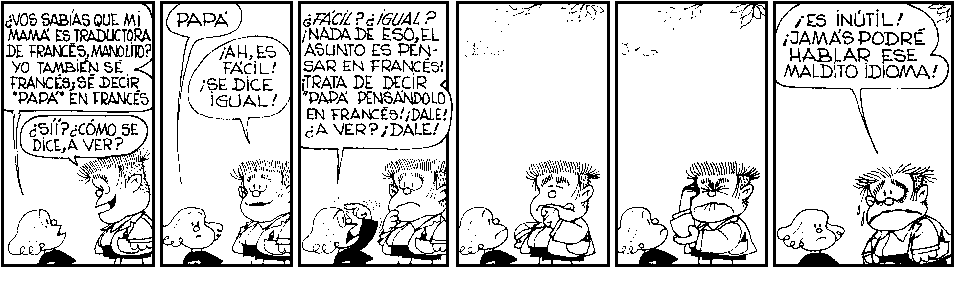 ¿VOS SABÍAS QUE MI
MAMÁ ES TRADUCTORA
DE FRANCÉS, MANOLITO?
YO TAMBIÉN SÉ
FRANCÉS; SÉ DECIR
"PAPÁ" EN FRANCÉS
¿SÍÍ? ¿CÓMO SE
DICE, A VER?
PAPÁ
¡AH, ES
FÁCIL!
¡SE DICE
IGUAL!
¿FÁCIL? ¿IGUAL?
¡NADA DE ESO, EL
ASUNTO ES PEN-
SAR EN FRANCÉS!
¡TRATA DE DECIR
"PAPÁ" PENSÁNDOLO
EN FRANCÉS! ¡DALE!
¿A VER? ¡DALE!
¡ES INÚTIL!
¡JAMÁS PODRÉ
HABLAR ESE
MALDITO IDIOMA!